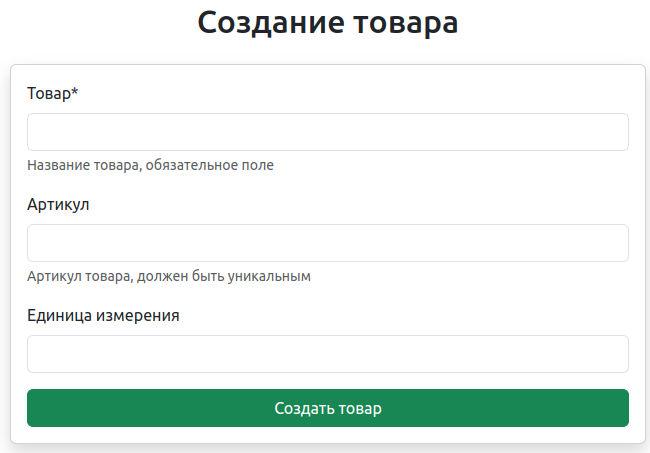 Создание товара
Товар*
Название товара, обязательное поле
Артикул
Артикул товара, должен быть уникальным
Единица измерения
Создать товар